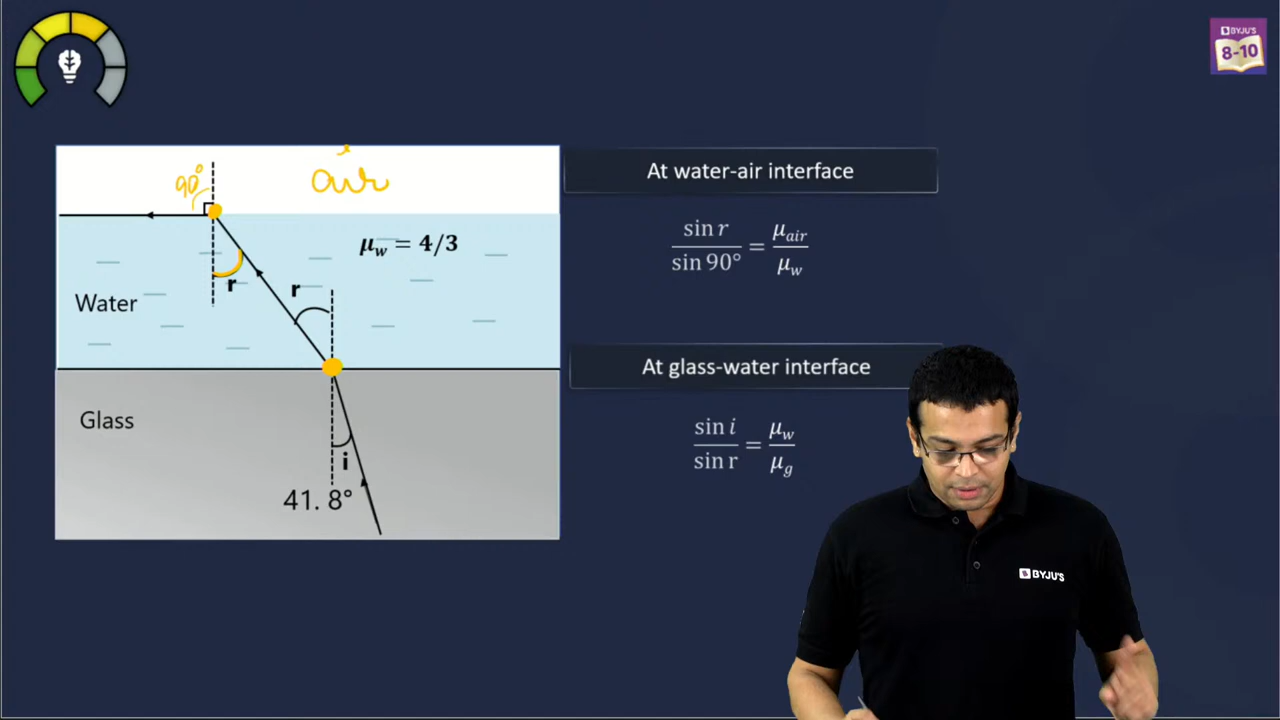 BYJU'S
8-10
90°
air
At water-air interface
sin r / sin 90° = μair / μw
μw = 4/3
r
r
Water
At glass-water interface
Glass
sin i / sin r = μw / μg
i
41. 8°
BYJU'S